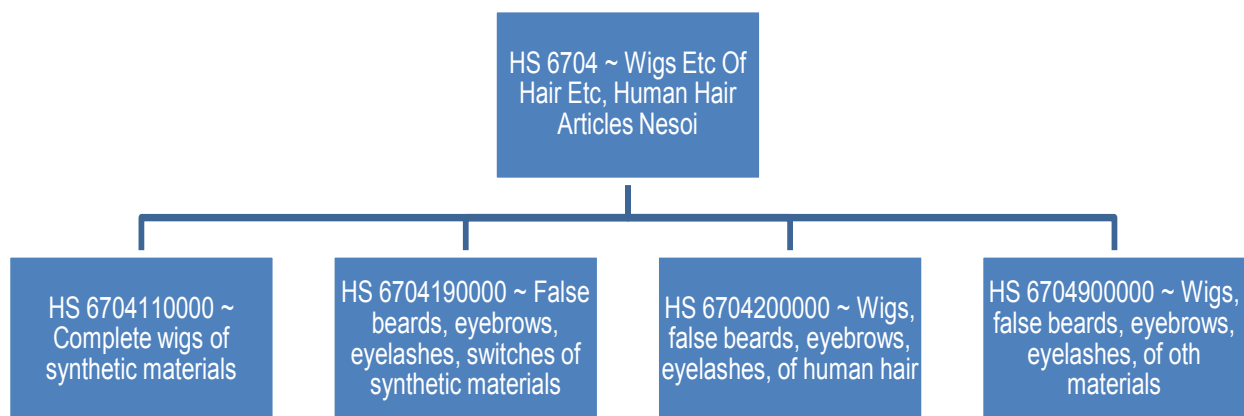 HS 6704 ~ Wigs Etc Of
Hair Etc, Human Hair
Articles Nesoi
HS 6704110000 ~
Complete wigs of
synthetic materials
HS 6704190000 ~ False
beards, eyebrows,
eyelashes, switches of
synthetic materials
HS 6704200000 ~ Wigs,
false beards, eyebrows,
eyelashes, of human hair
HS 6704900000 ~ Wigs,
false beards, eyebrows,
eyelashes, of oth
materials